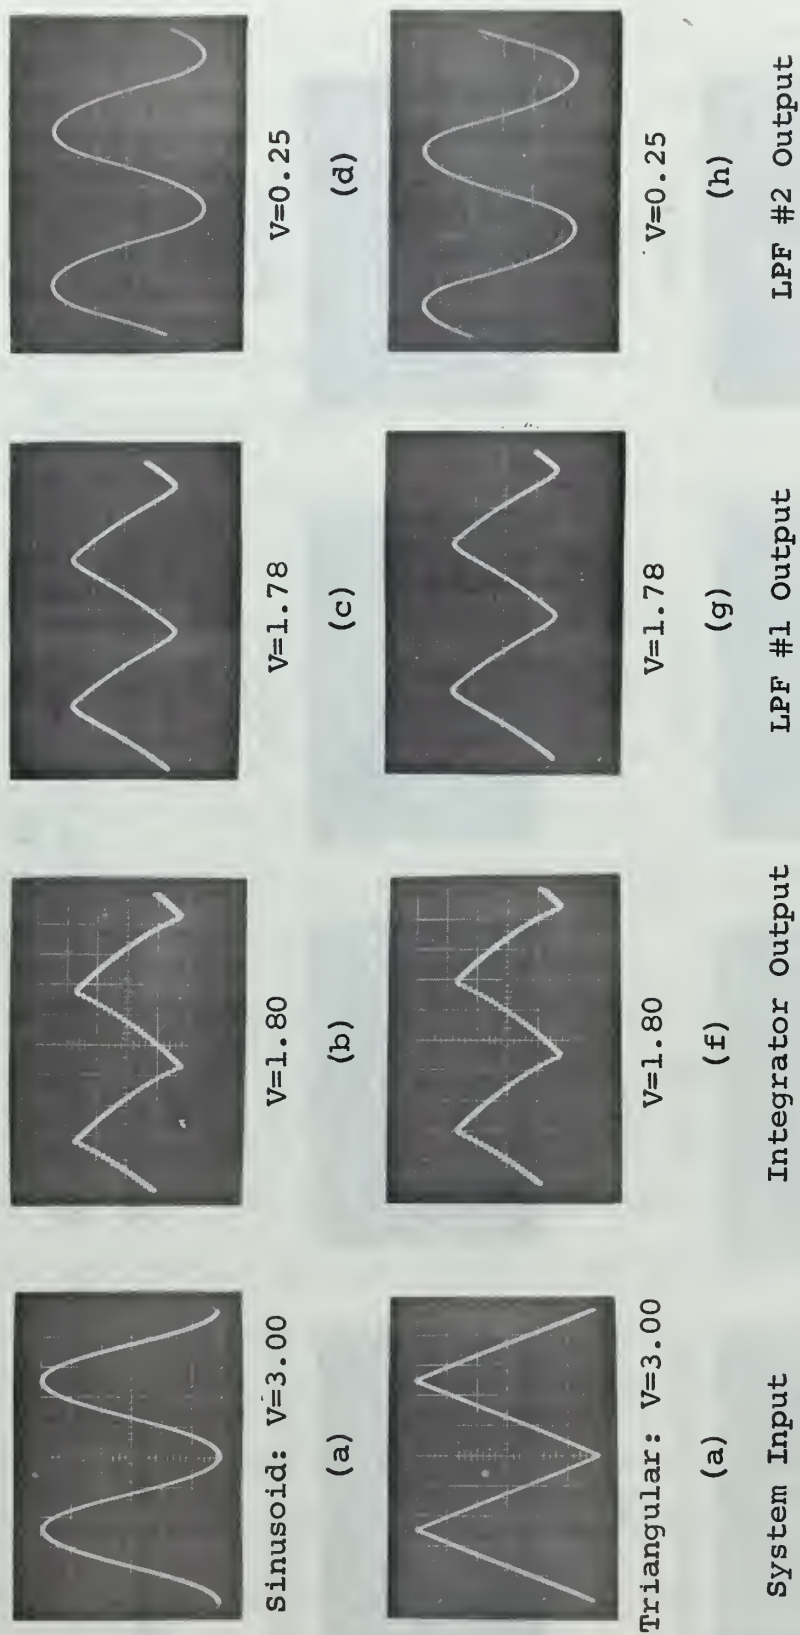 Sinusoid: V=3.00 V=1.80 V=1.78 V=0.25
(a) (b) (c) (d)
Triangular: V=3.00 V=1.80 V=1.78 V=0.25
(a) (f) (g) (h)
System Input Integrator Output LPF #1 Output LPF #2 Output